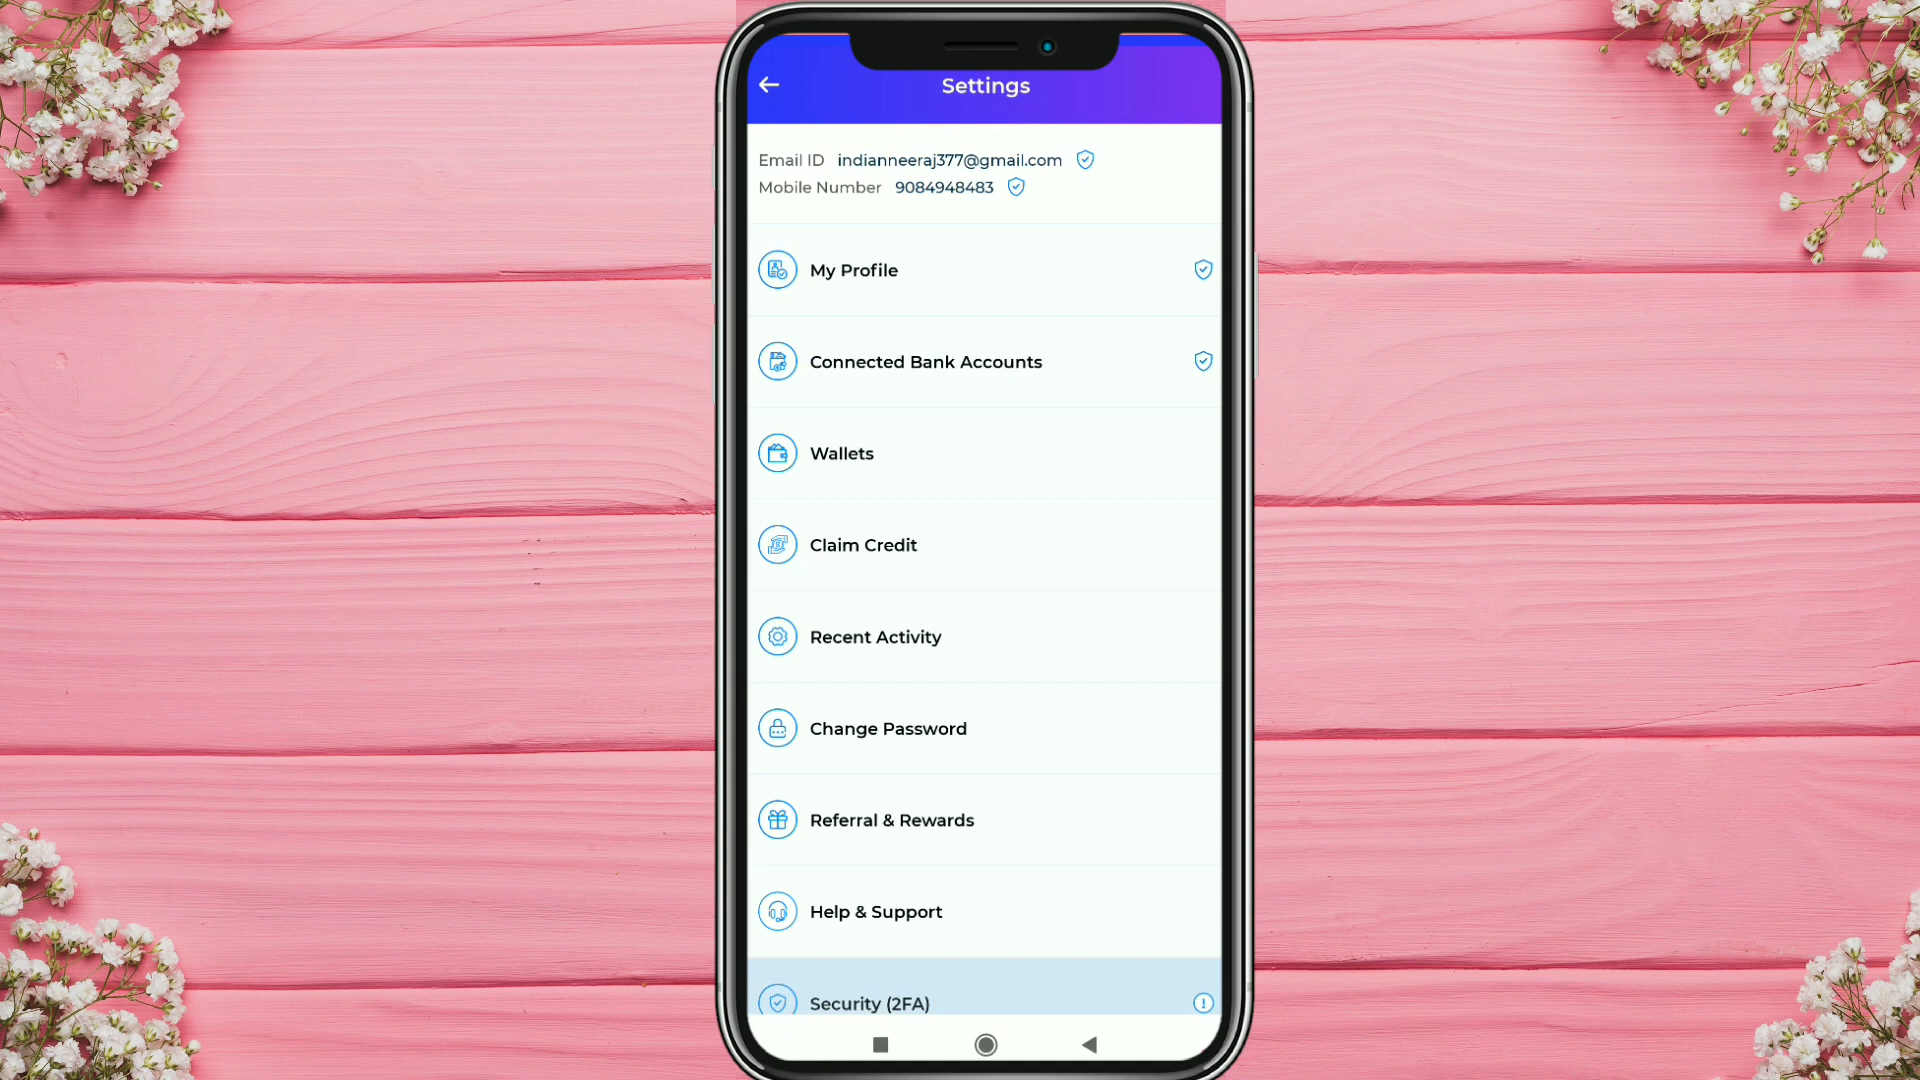 Settings
Email ID indianneeraj377@gmail.com
Mobile Number 9084948483
My Profile
Connected Bank Accounts
Wallets
Claim Credit
Recent Activity
Change Password
Referral & Rewards
Help & Support
Security (2FA)